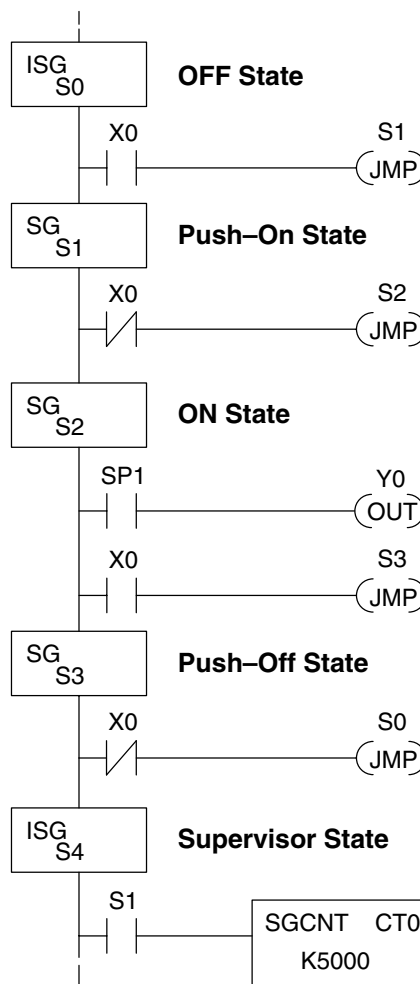 ISG
S0
OFF State
X0
S1
JMP
SG
S1
Push–On State
X0
S2
JMP
SG
S2
ON State
SP1
Y0
OUT
X0
S3
JMP
SG
S3
Push–Off State
X0
S0
JMP
ISG
S4
Supervisor State
S1
SGCNT CT0
K5000